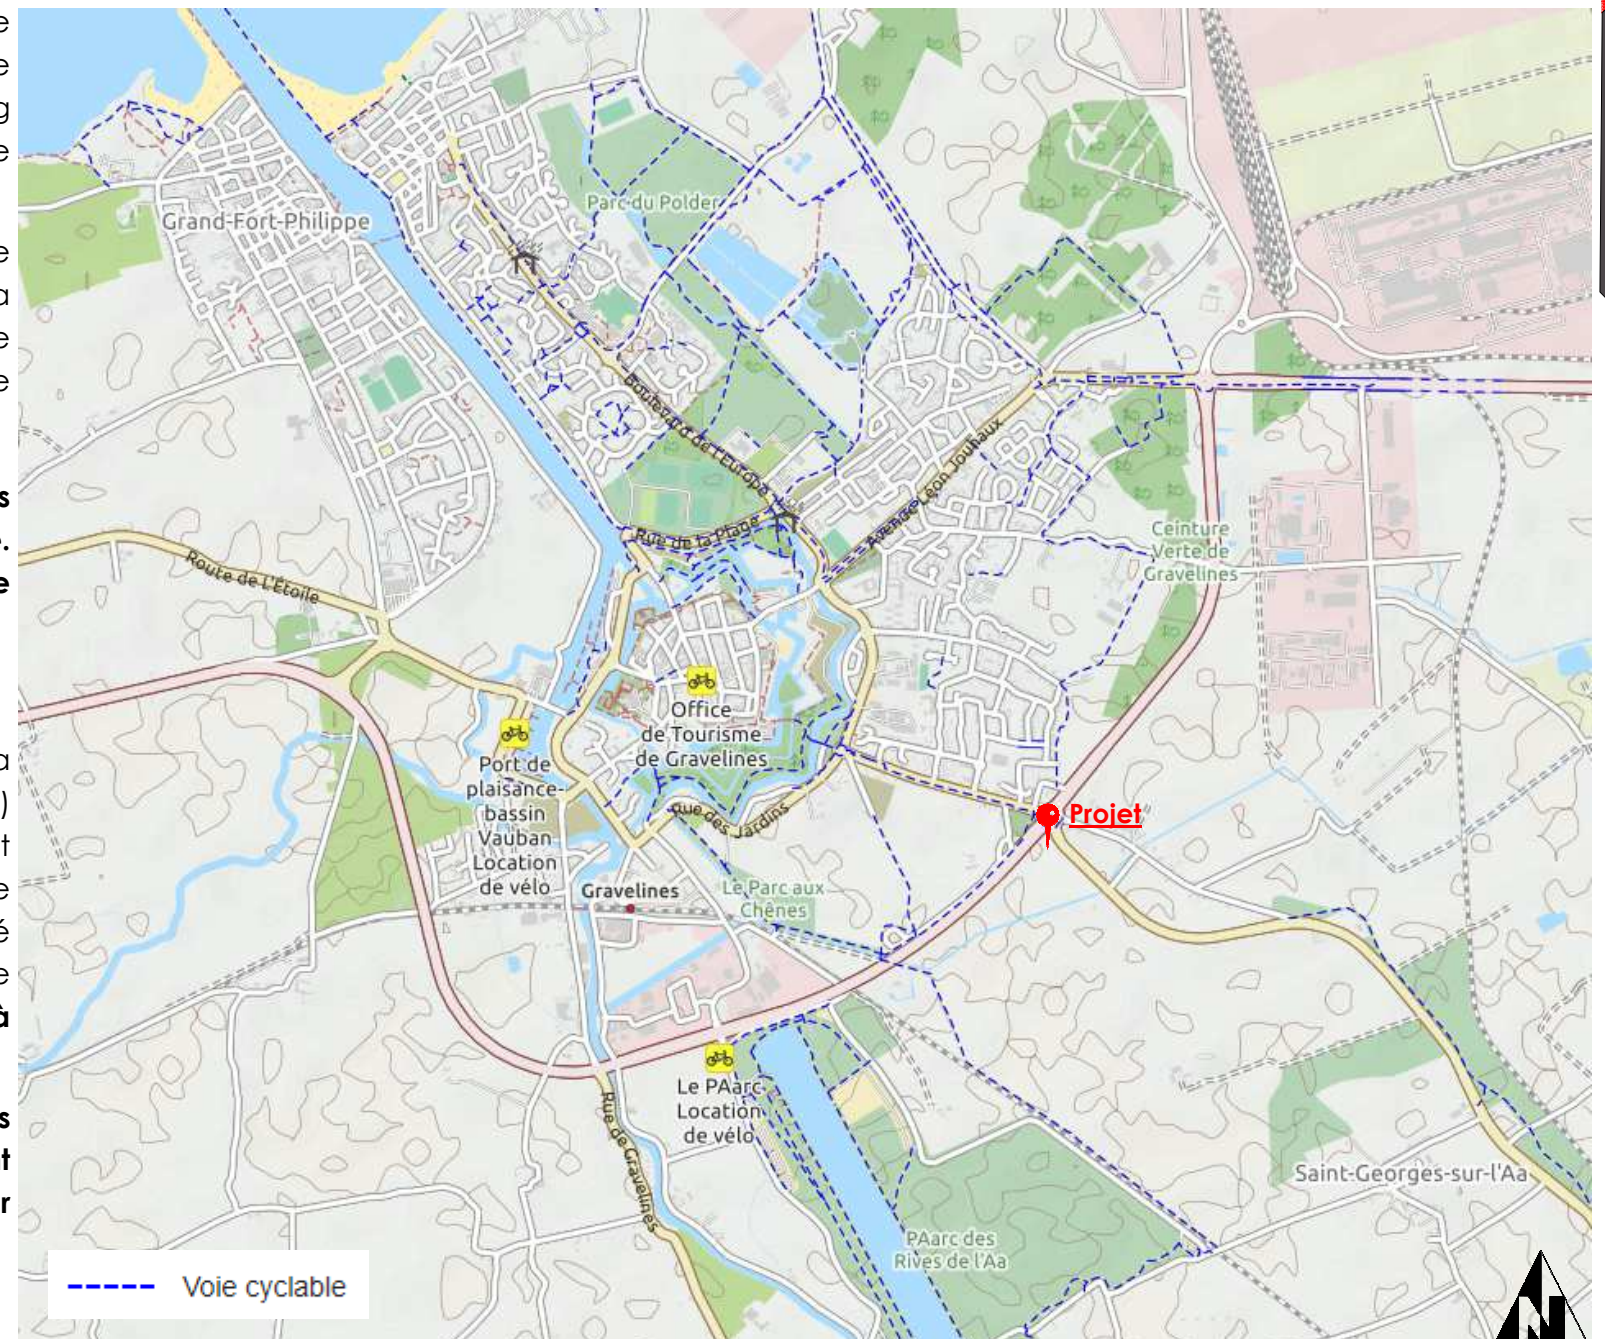 Grand-Fort-Philippe
Parc du Polder
Boulevard de l'Europe
Avenue Léon Jouhaux
Rue de la Plage
Ceinture
Verte de
Gravelines
Route de L'Étoile
Office
de Tourisme
de Gravelines
Port de
plaisance-
bassin
Vauban
Location
de vélo
Rue des Jardins
Projet
Gravelines
Le Parc aux
Chênes
Le PAarc
Location
de vélo
Rue de Gravelines
Saint-Georges-sur-l'Aa
PAarc des
Rives de l'Aa
Voie cyclable
N